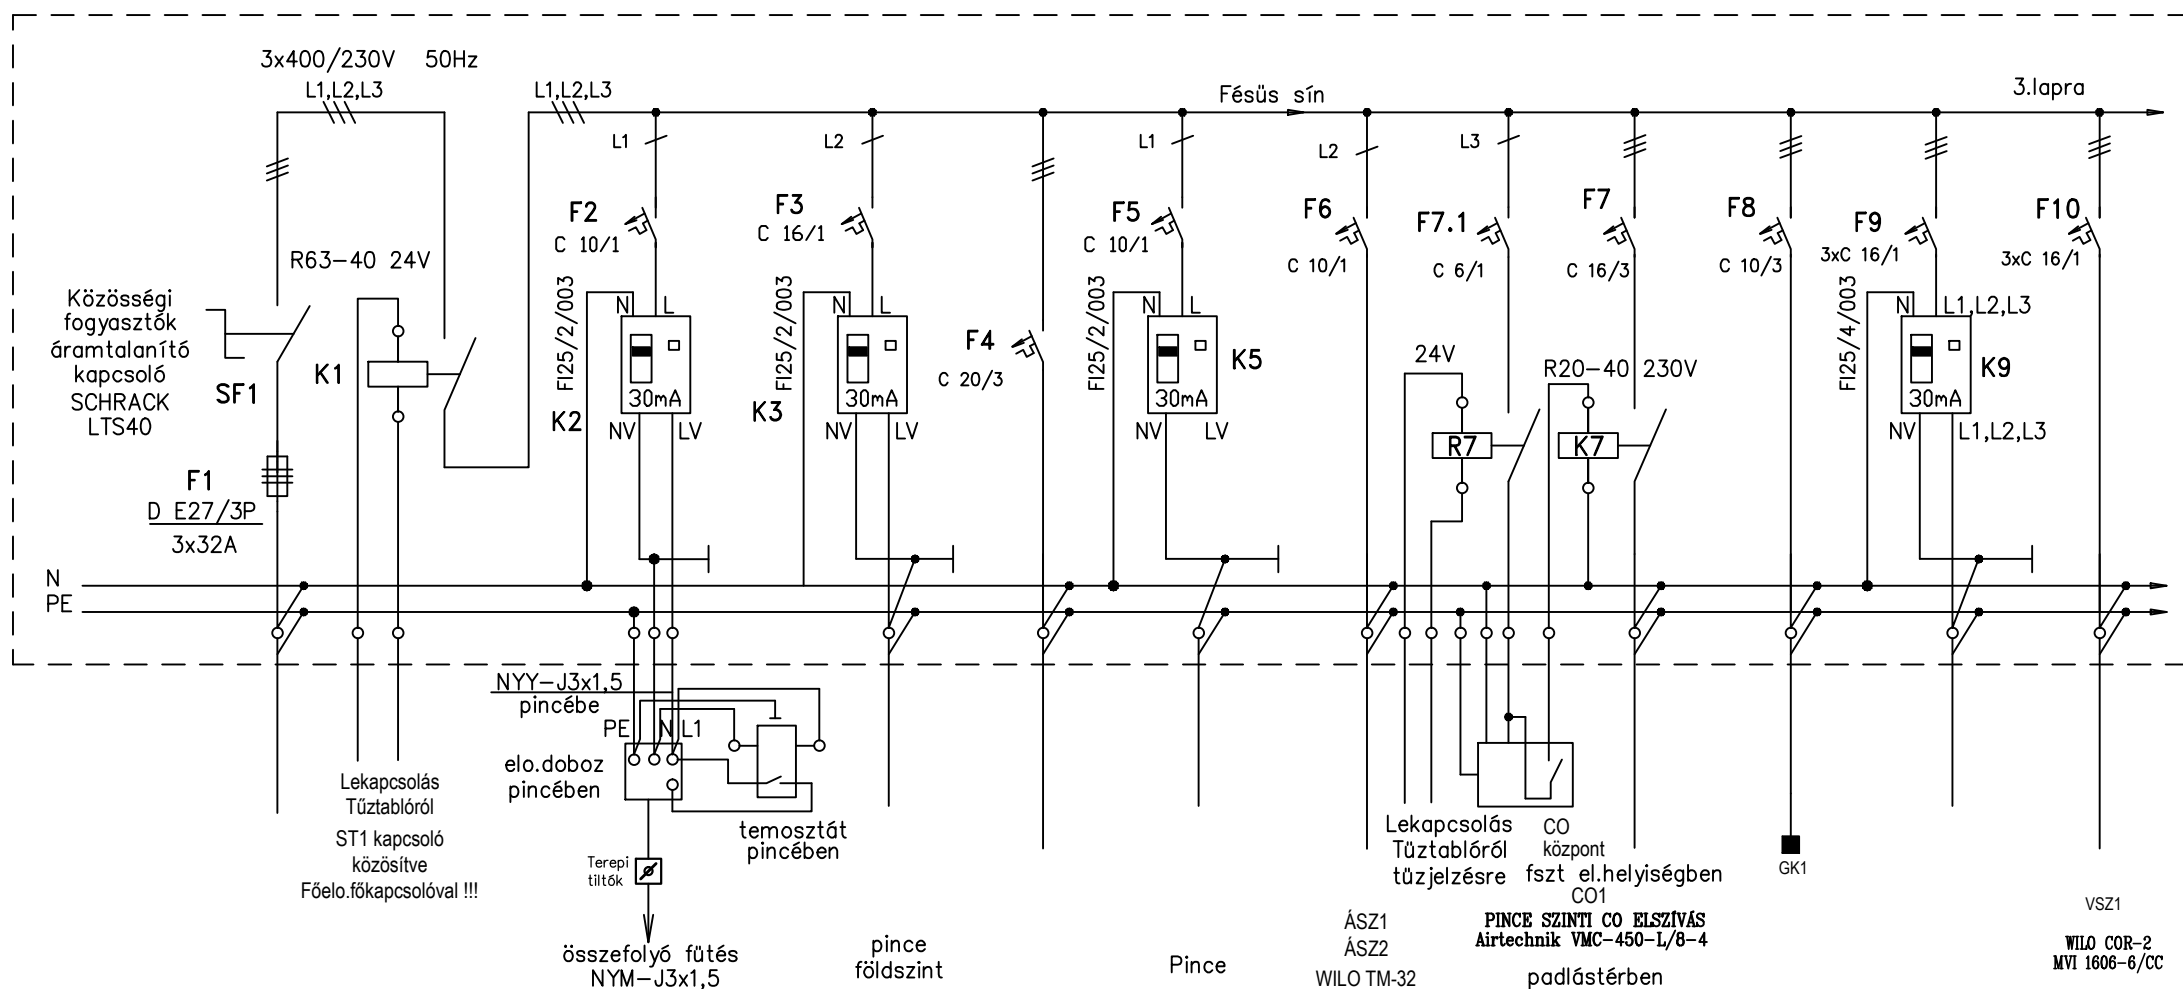 3x400/230V 50Hz
L1,L2,L3
L1,L2,L3
Fésüs sín
3.lapra
L1
L2
L1
L2
L3
F2
C 10/1
F3
C 16/1
F5
C 10/1
F6
C 10/1
F7.1
C 6/1
F7
C 16/3
F8
C 10/3
F9
3xC 16/1
F10
3xC 16/1
R63-40 24V
Közösségi
fogyasztók
áramtalanító
kapcsoló
SCHRACK
LTS40
SF1
K1
F1
D E27/3P
3x32A
FI25/2/003
N L
30mA
K2
NV LV
FI25/2/003
N L
30mA
K3
NV LV
F4
C 20/3
FI25/2/003
N L
30mA
K5
NV LV
24V
R7
R20-40 230V
K7
FI25/4/003
N L1,L2,L3
30mA
K9
NV L1,L2,L3
N
PE
NYY-J3x1,5
pincébe
PE N L1
elo.doboz
pincében
temosztát
pincében
Terepi
tiltók
összefolyó fütés
NYM-J3x1,5
Lekapcsolás
Tűztablóról
ST1 kapcsoló
közösítve
Főelo.főkapcsolóval !!!
pince
földszint
Pince
ÁSZ1
ÁSZ2
WILO TM-32
Lekapcsolás
Tüztablóról
tüzjelzésre
CO
központ
fszt el.helyiségben
CO1
PINCE SZINTI CO ELSZÍVÁS
Airtechnik VMC-450-L/8-4
padlástérben
GK1
VSZ1
WILO COR-2
MVI 1606-6/CC